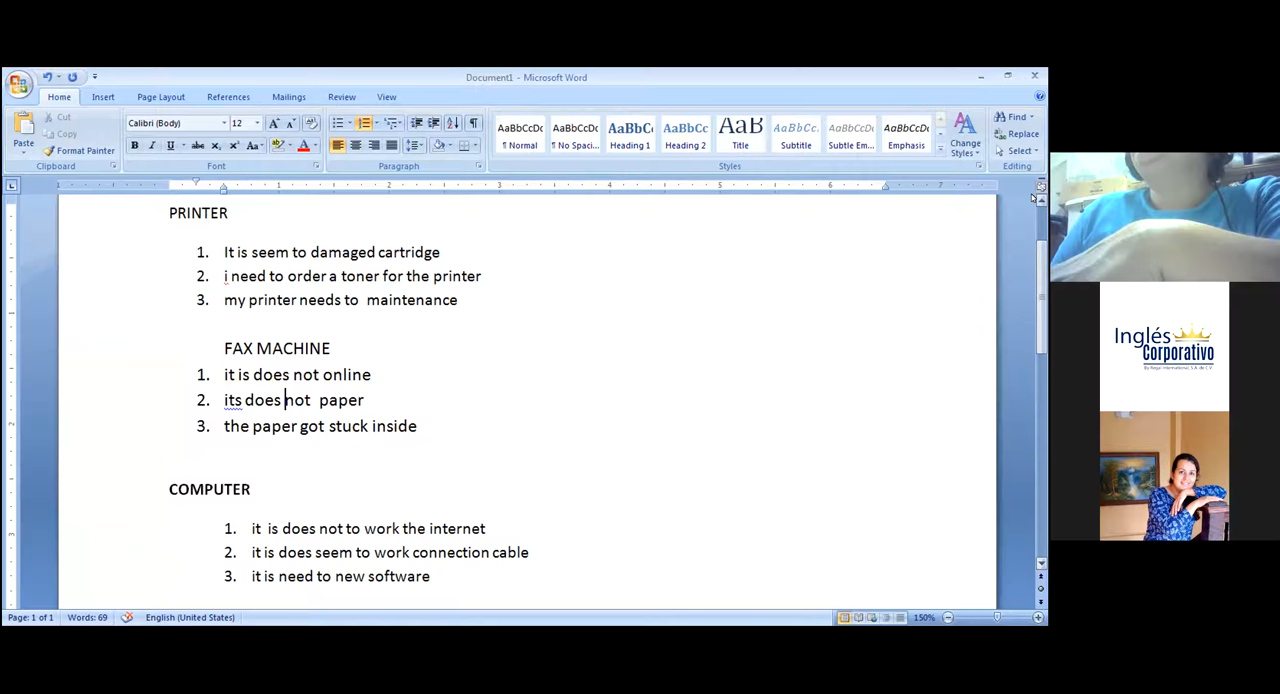 Document1 - Microsoft Word
Home Insert Page Layout References Mailings Review View
Paste
Cut
Copy
Format Painter
Clipboard
Calibri (Body) 12
Font
Paragraph
AaBbCcDc AaBbCcDc AaBbC AaBbCc AaB AaBbCc. AaBbCcDc AaBbCcDc
¶ Normal ¶ No Spaci... Heading 1 Heading 2 Title Subtitle Subtle Em... Emphasis
Change Styles
Styles
Find
Replace
Select
Editing
PRINTER
1. It is seem to damaged cartridge
2. i need to order a toner for the printer
3. my printer needs to maintenance
FAX MACHINE
1. it is does not online
2. its does not paper
3. the paper got stuck inside
COMPUTER
1. it is does not to work the internet
2. it is does seem to work connection cable
3. it is need to new software
Page: 1 of 1 Words: 69 English (United States) 150%
Inglés
Corporativo